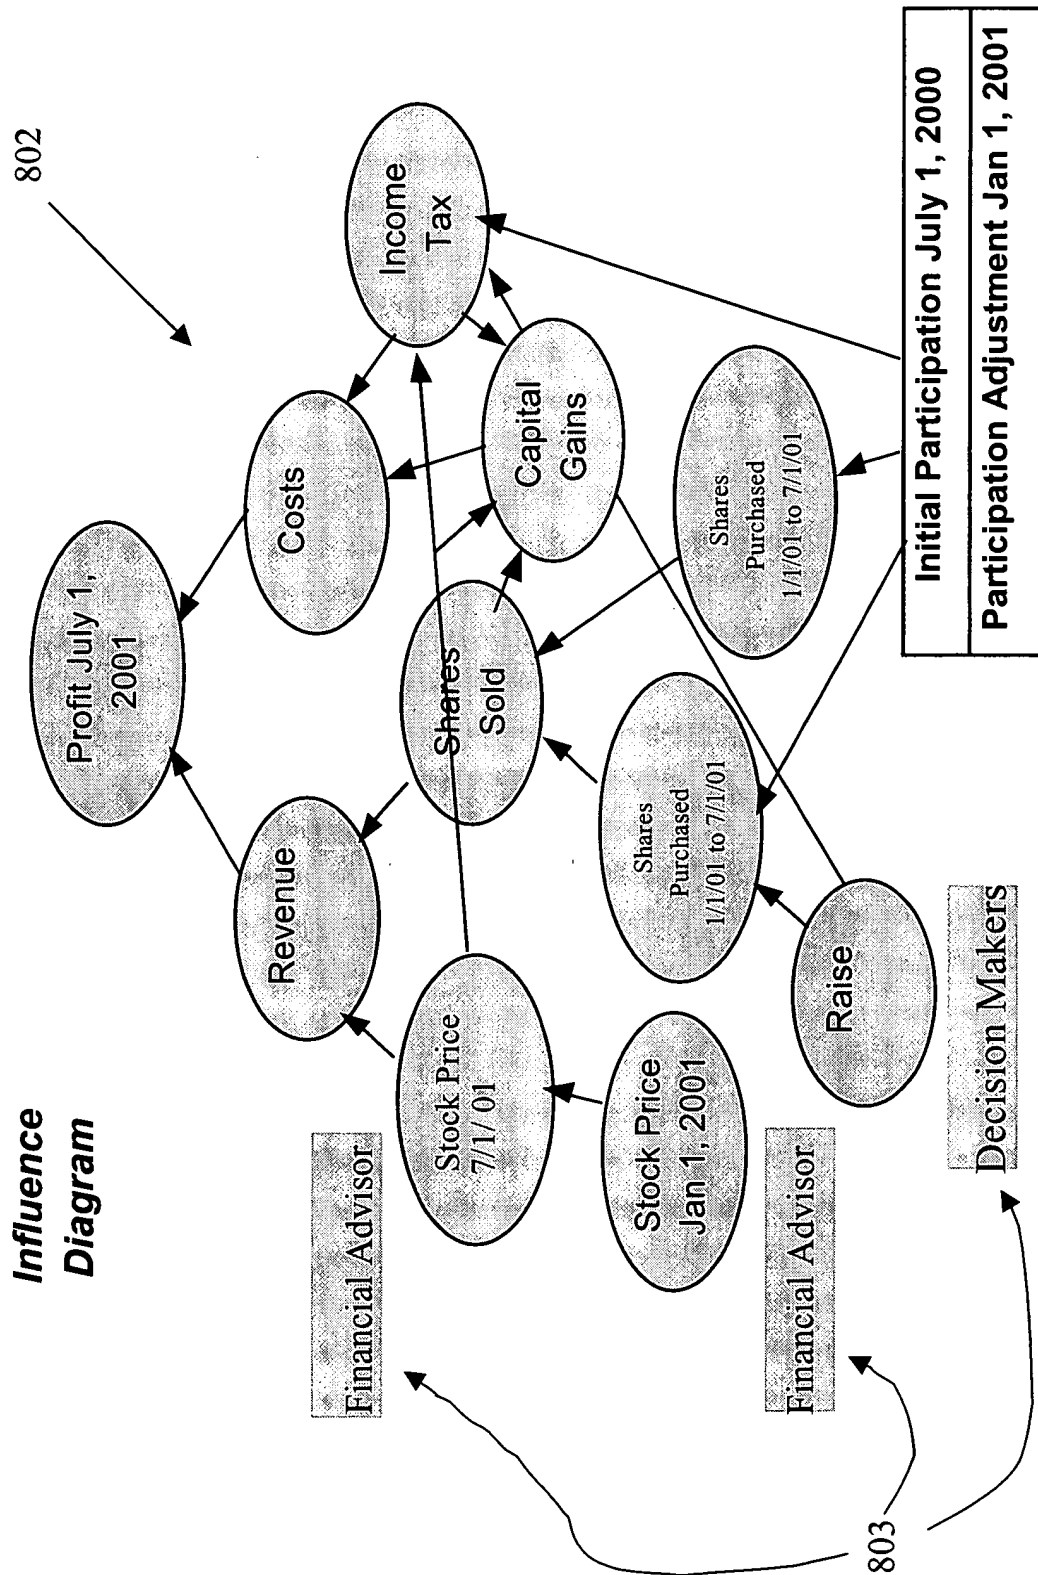 Influence
Diagram
802
Profit July 1,
2001
Revenue
Costs
Financial Advisor
Stock Price
7/1/ 01
Shares
Sold
Income
Tax
Capital
Gains
Stock Price
Jan 1, 2001
Shares
Purchased
1/1/01 to 7/1/01
Shares
Purchased
1/1/01 to 7/1/01
Financial Advisor
Raise
803
Decision Makers
Initial Participation July 1, 2000
Participation Adjustment Jan 1, 2001